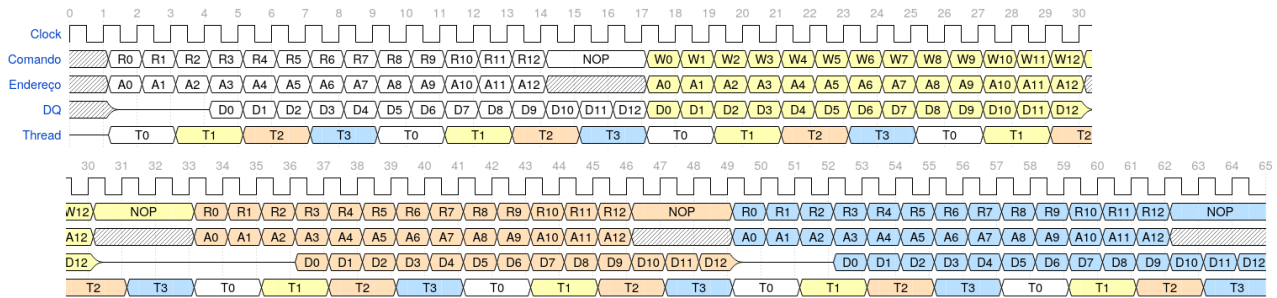 0 1 2 3 4 5 6 7 8 9 10 11 12 13 14 15 16 17 18 19 20 21 22 23 24 25 26 27 28 29 30
Clock
Comando R0 R1 R2 R3 R4 R5 R6 R7 R8 R9 R10 R11 R12 NOP W0 W1 W2 W3 W4 W5 W6 W7 W8 W9 W10 W11 W12
Endereço A0 A1 A2 A3 A4 A5 A6 A7 A8 A9 A10 A11 A12 A0 A1 A2 A3 A4 A5 A6 A7 A8 A9 A10 A11 A12
DQ D0 D1 D2 D3 D4 D5 D6 D7 D8 D9 D10 D11 D12 D0 D1 D2 D3 D4 D5 D6 D7 D8 D9 D10 D11 D12
Thread T0 T1 T2 T3 T0 T1 T2 T3 T0 T1 T2 T3 T0 T1 T2
30 31 32 33 34 35 36 37 38 39 40 41 42 43 44 45 46 47 48 49 50 51 52 53 54 55 56 57 58 59 60 61 62 63 64 65
W12 NOP R0 R1 R2 R3 R4 R5 R6 R7 R8 R9 R10 R11 R12 NOP R0 R1 R2 R3 R4 R5 R6 R7 R8 R9 R10 R11 R12 NOP
A12 A0 A1 A2 A3 A4 A5 A6 A7 A8 A9 A10 A11 A12 A0 A1 A2 A3 A4 A5 A6 A7 A8 A9 A10 A11 A12
D12 D0 D1 D2 D3 D4 D5 D6 D7 D8 D9 D10 D11 D12 D0 D1 D2 D3 D4 D5 D6 D7 D8 D9 D10 D11 D12
T2 T3 T0 T1 T2 T3 T0 T1 T2 T3 T0 T1 T2 T3 T0 T1 T2 T3